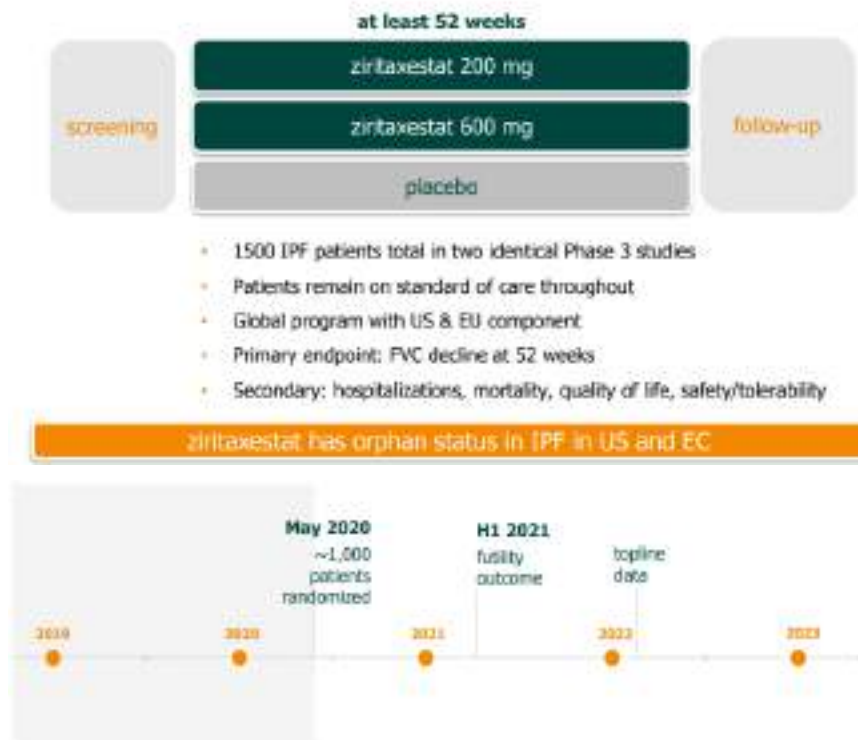 at least 52 weeks
screening
ziritaxestat 200 mg
ziritaxestat 600 mg
placebo
follow-up
1500 IPF patients total in two identical Phase 3 studies
Patients remain on standard of care throughout
Global program with US & EU component
Primary endpoint: FVC decline at 52 weeks
Secondary: hospitalizations, mortality, quality of life, safety/tolerability
ziritaxestat has orphan status in IPF in US and EC
May 2020
~1,000
patients
randomized
H1 2021
futility
outcome
topline
data
2019
2020
2021
2022
2023